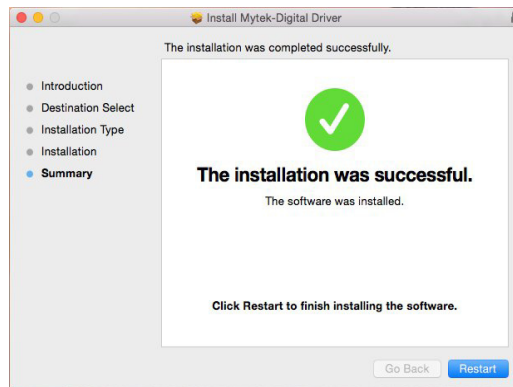 Install Mytek-Digital Driver
The installation was completed successfully.
Introduction
Destination Select
Installation Type
Installation
Summary
The installation was successful.
The software was installed.
Click Restart to finish installing the software.
Go Back
Restart